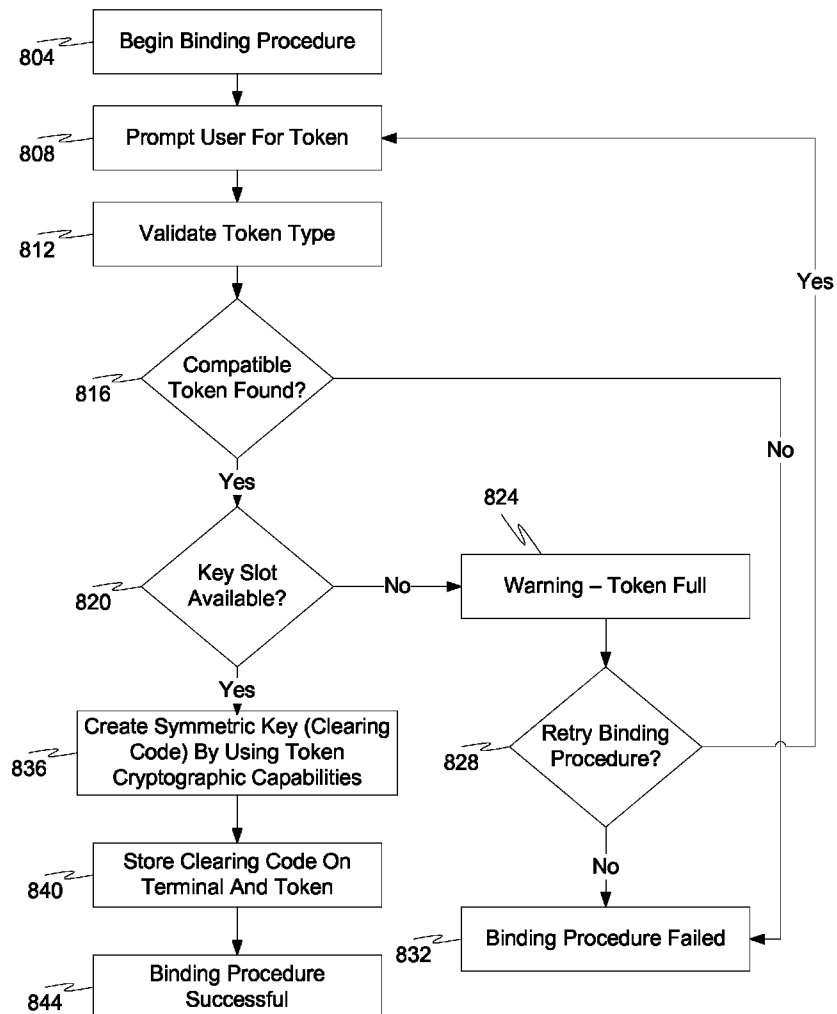 804
Begin Binding Procedure
808
Prompt User For Token
812
Validate Token Type
Yes
816
Compatible
Token Found?
No
Yes
824
820
Key Slot
Available?
No
Warning – Token Full
Yes
836
Create Symmetric Key (Clearing
Code) By Using Token
Cryptographic Capabilities
828
Retry Binding
Procedure?
840
Store Clearing Code On
Terminal And Token
No
832
Binding Procedure Failed
844
Binding Procedure
Successful